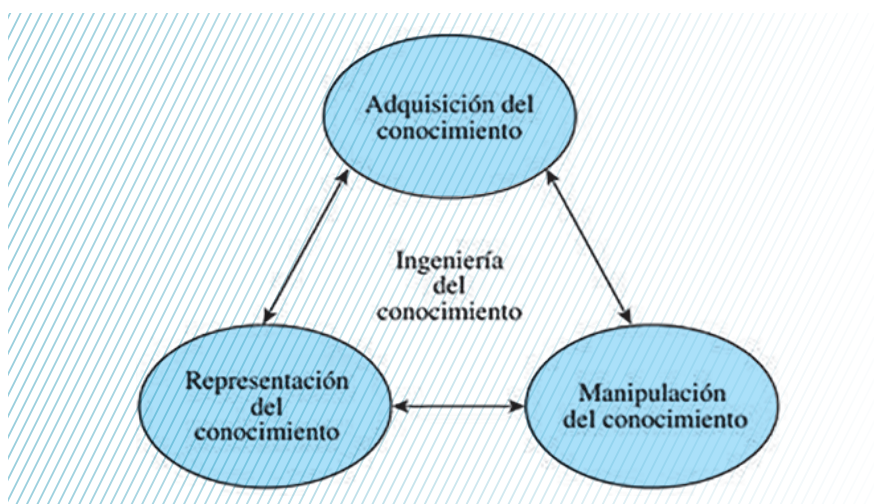 Adquisición del
conocimiento
Ingeniería
del
conocimiento
Representación
del
conocimiento
Manipulación
del conocimiento